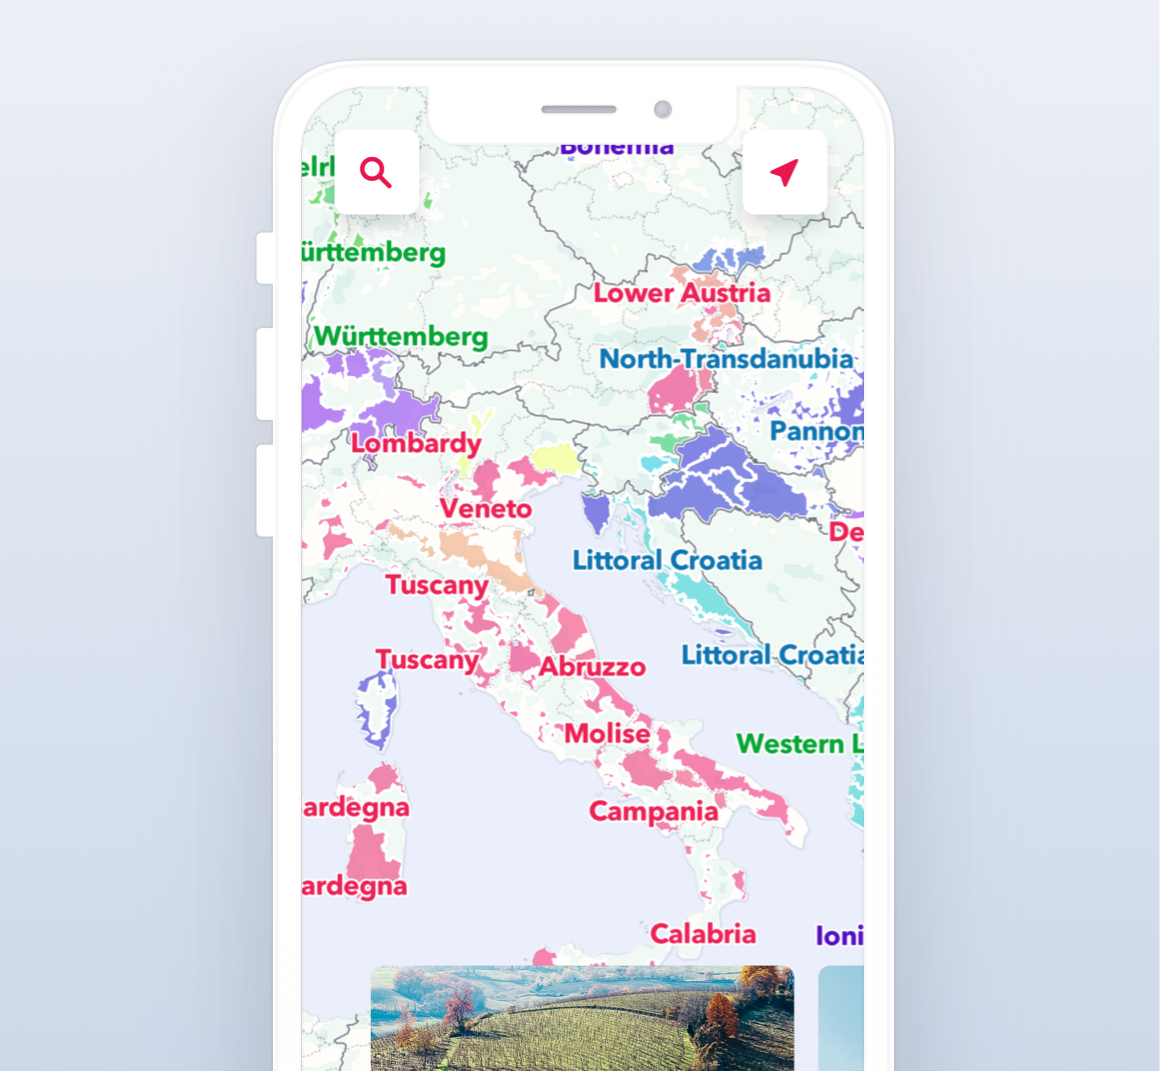 Bohemia
ürttemberg
Lower Austria
Württemberg
North-Transdanubia
Pannon
Lombardy
Veneto
De
Littoral Croatia
Tuscany
Littoral Croatia
Tuscany
Abruzzo
Molise
Western L
ardegna
Campania
ardegna
Calabria
Ioni